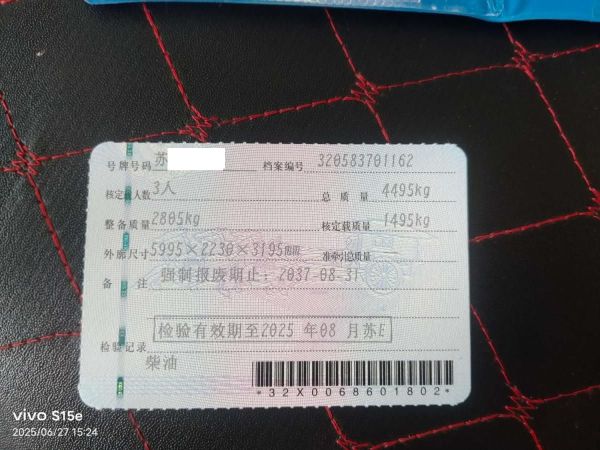 号牌号码 苏 档案编号 320583701162
核定载人数 3人 总质量 4495kg
整备质量 2805kg 核定载质量 1495kg
外廓尺寸 5995×2230×3195mm 准牵引总质量
备注 强制报废期止：2037-08-31
检验有效期至2025 年08 月苏E
检验记录
柴油
*32X0068601802*
vivo S15e
2025/06/27 15:24